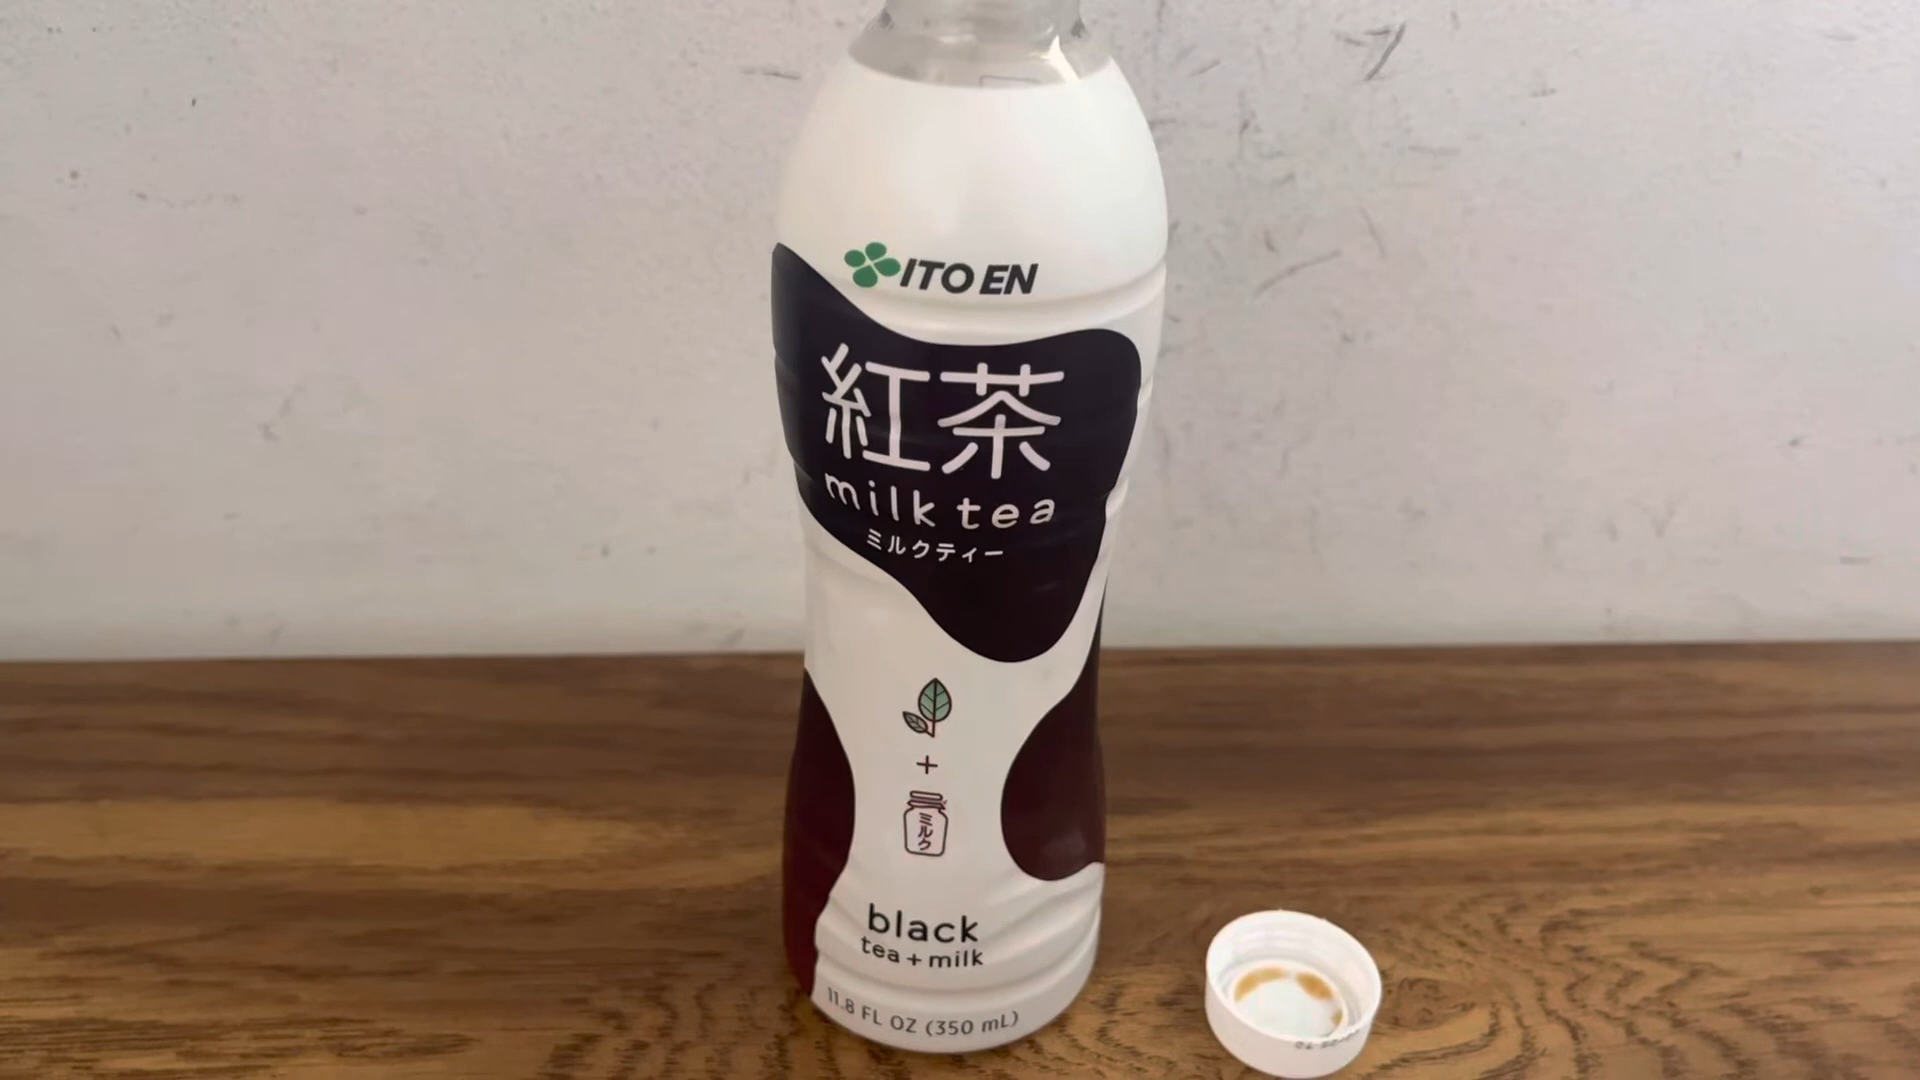 ITO EN
紅茶
milk tea
ミルクティー
+
ミルク
black
tea + milk
11.8 FL OZ (350 mL)